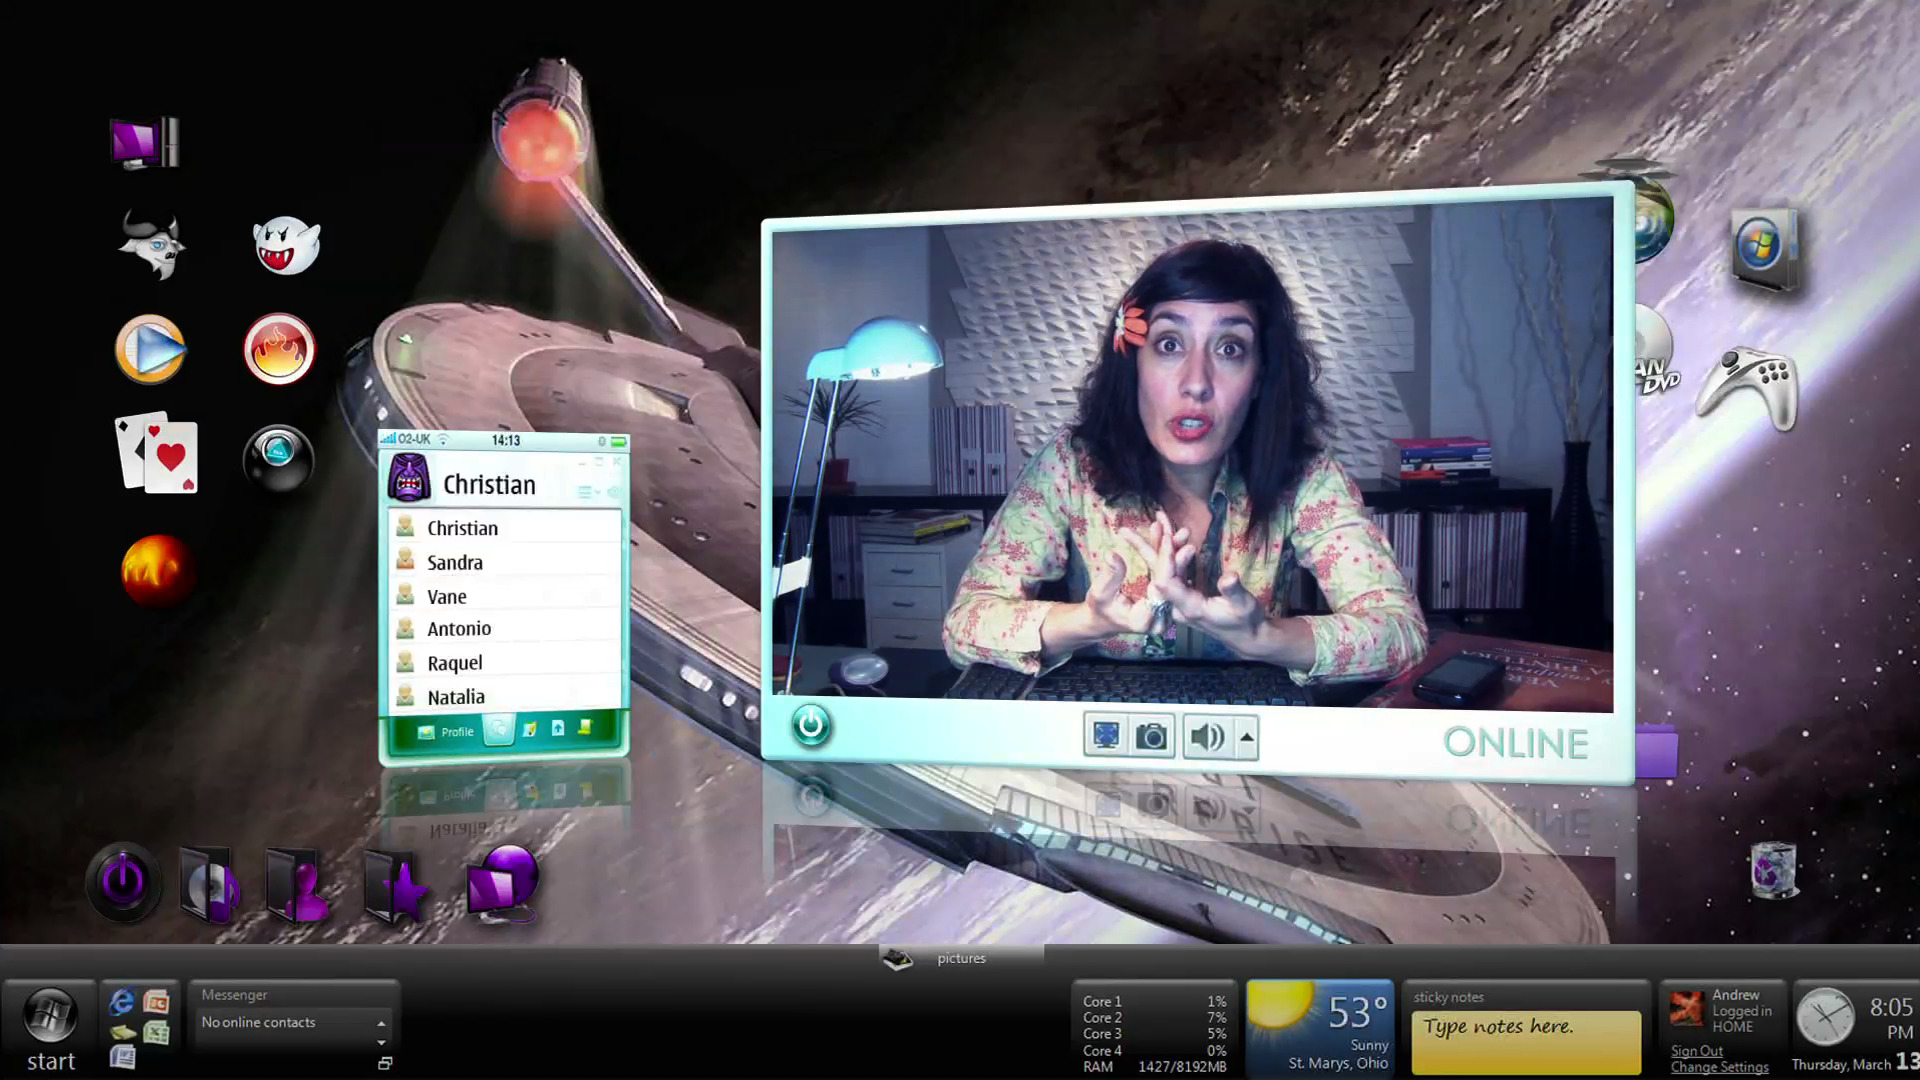 O2-UK 14:13
Christian
Christian
Sandra
Vane
Antonio
Raquel
Natalia
Profile
ONLINE
pictures
start
Messenger
No online contacts
Core 1 1%
Core 2 7%
Core 3 5%
Core 4 0%
RAM 1427/8192MB
53°
Sunny
St. Marys, Ohio
sticky notes
Type notes here.
Andrew
Logged in
HOME
Sign Out
Change Settings
8:05
PM
Thursday, March 13